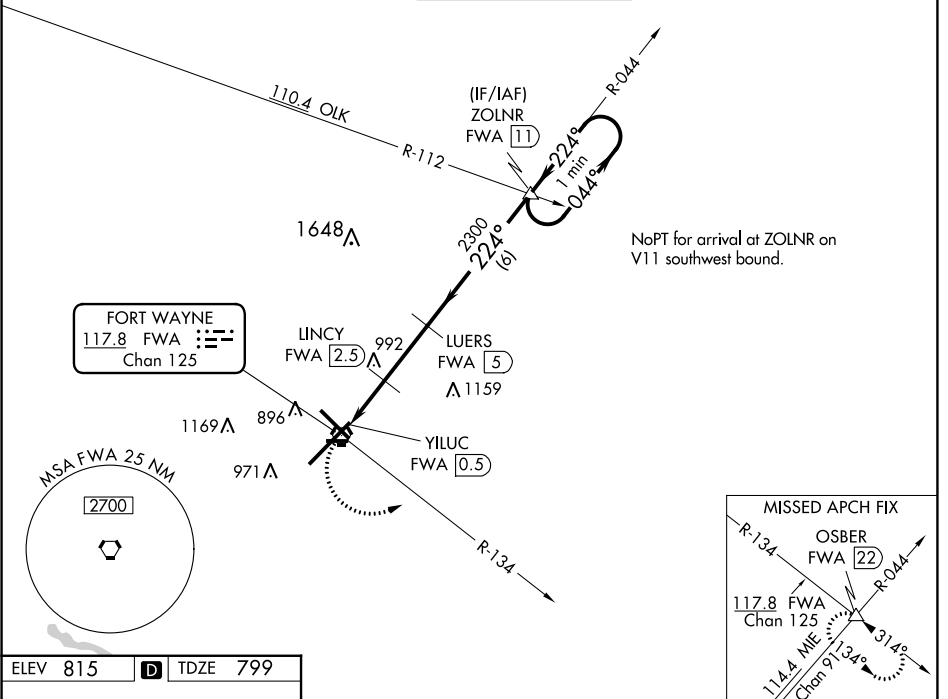 110.4 OLK
R-112
(IF/IAF)
ZOLNR
FWA 11
R-044
224°
1 min
044°
2300
224°
(6)
1648
NoPT for arrival at ZOLNR on
V11 southwest bound.
FORT WAYNE
117.8 FWA
Chan 125
LINCY
FWA 2.5
992
LUERS
FWA 5
1159
1169
896
971
YILUC
FWA 0.5
MSA FWA 25 NM
2700
R-134
MISSED APCH FIX
R-134
OSBER
FWA 22
R-044
117.8 FWA
Chan 125
114.4 MIE
Chan 91
134°
314°
ELEV 815 D TDZE 799